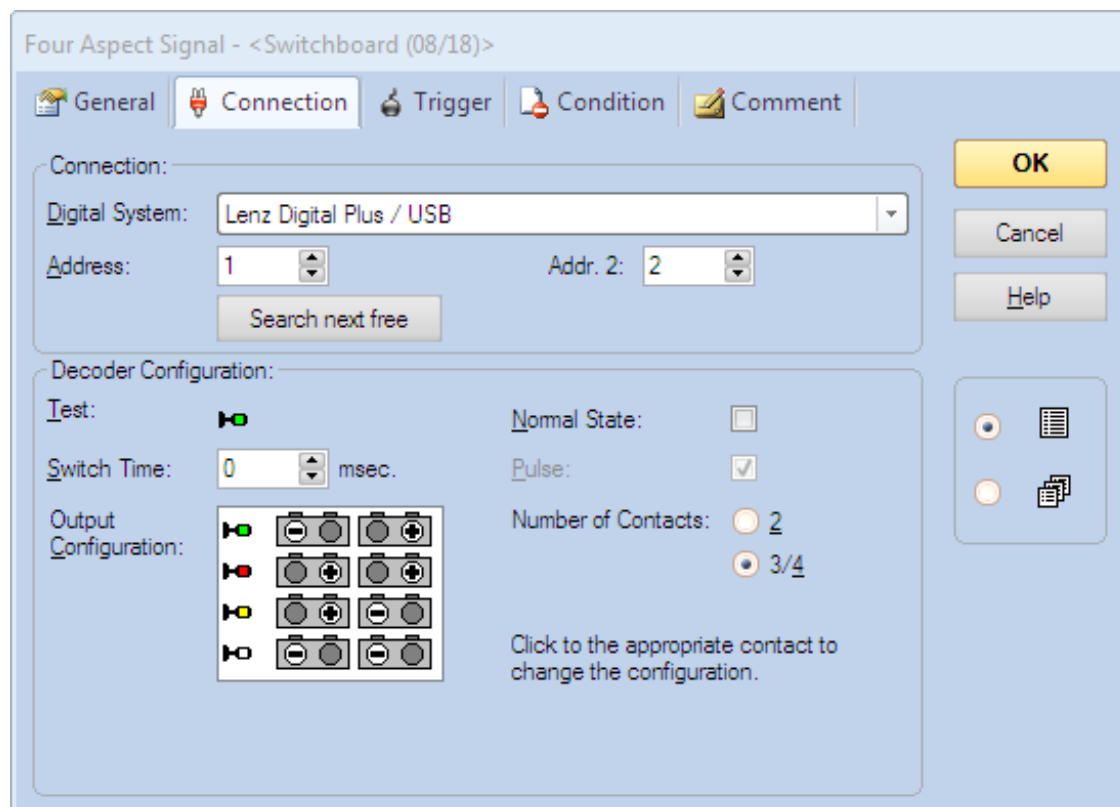 Four Aspect Signal - <Switchboard (08/18)>
General Connection Trigger Condition Comment
Connection:
Digital System: Lenz Digital Plus / USB
Address: 1 Addr. 2: 2
Search next free
OK
Cancel
Help
Decoder Configuration:
Test: Normal State:
Switch Time: 0 msec. Pulse:
Output Configuration:
Number of Contacts: 2
3/4
Click to the appropriate contact to
change the configuration.